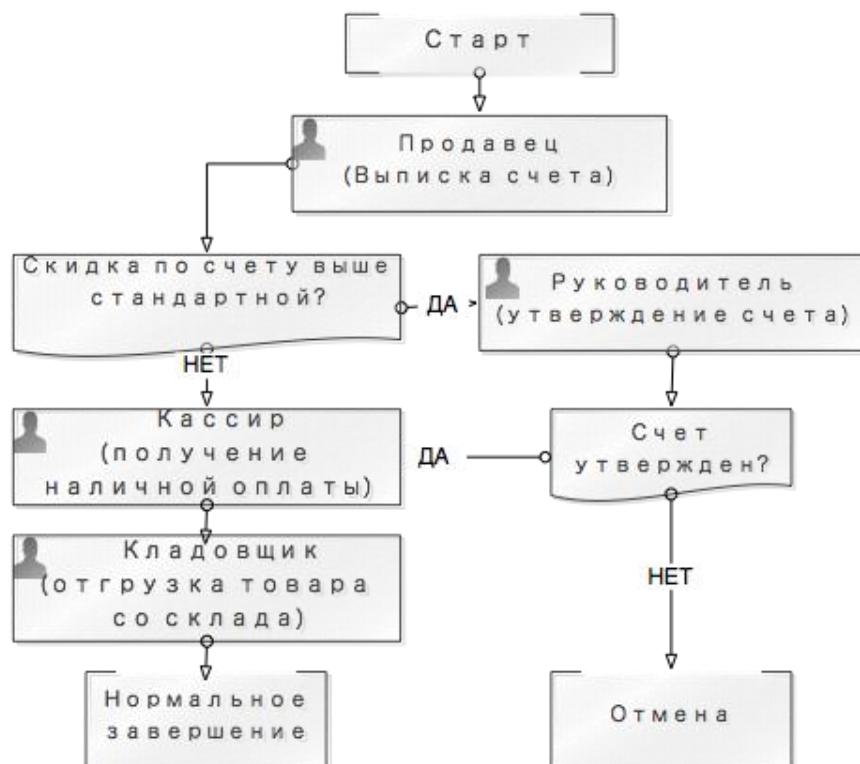 Старт
Продавец
(Выписка счета)
Скидка по счету выше
стандартной?
ДА
Руководитель
(утверждение счета)
НЕТ
Кассир
(получение
наличной оплаты)
ДА
Счет
утвержден?
Кладовщик
(отгрузка товара
со склада)
НЕТ
Нормальное
завершение
Отмена